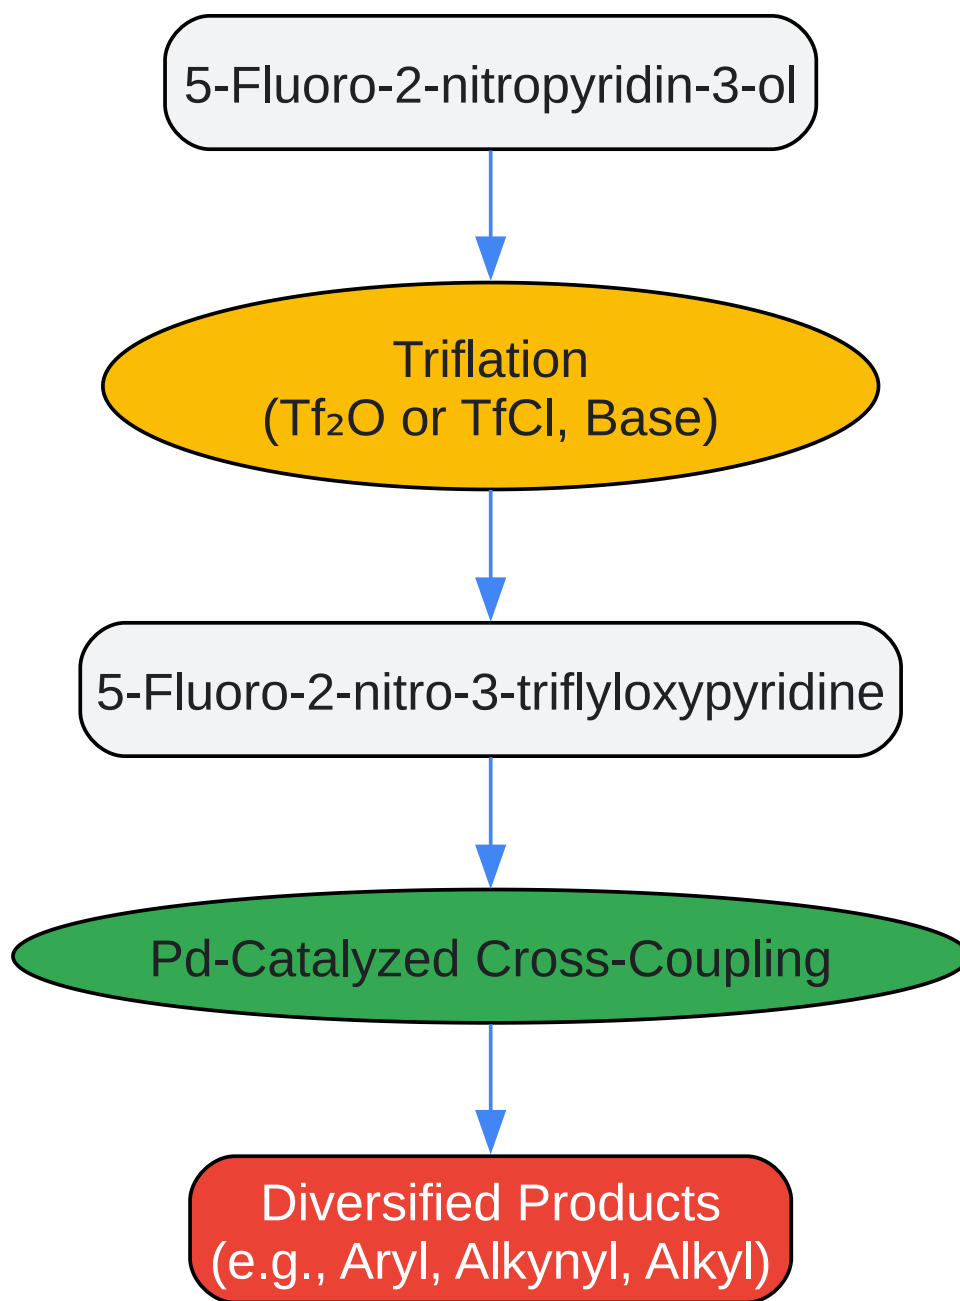 5-Fluoro-2-nitropyridin-3-ol
Triflation
(Tf₂O or TfCl, Base)
5-Fluoro-2-nitro-3-triflyloxypyridine
Pd-Catalyzed Cross-Coupling
Diversified Products
(e.g., Aryl, Alkynyl, Alkyl)